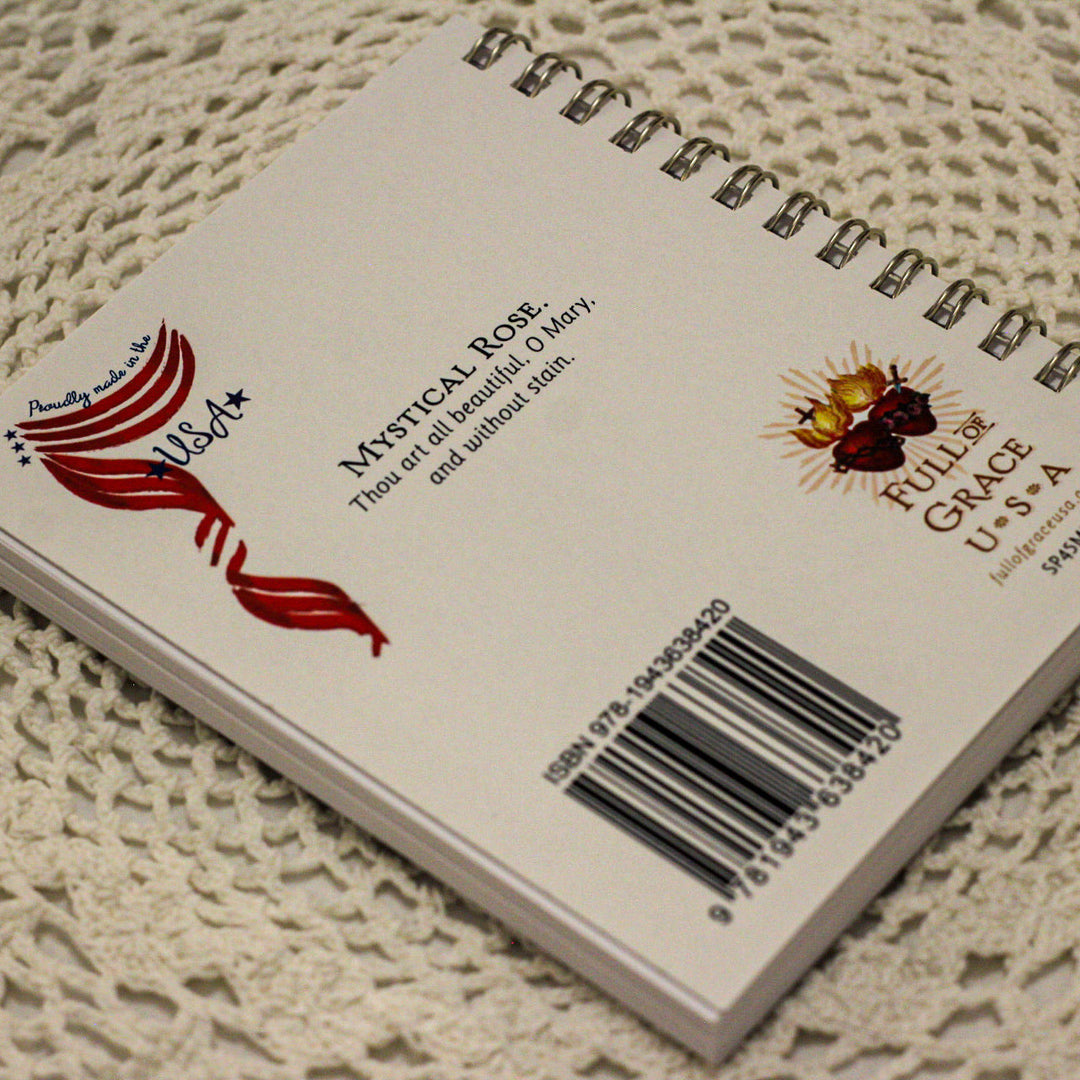 Proudly made in the
USA
MYSTICAL ROSE.
Thou art all beautiful, O Mary,
and without stain.
FULL OF
GRACE
U S A
fullofgraceusa.
ISBN 978-1943638420
9 781943 638420